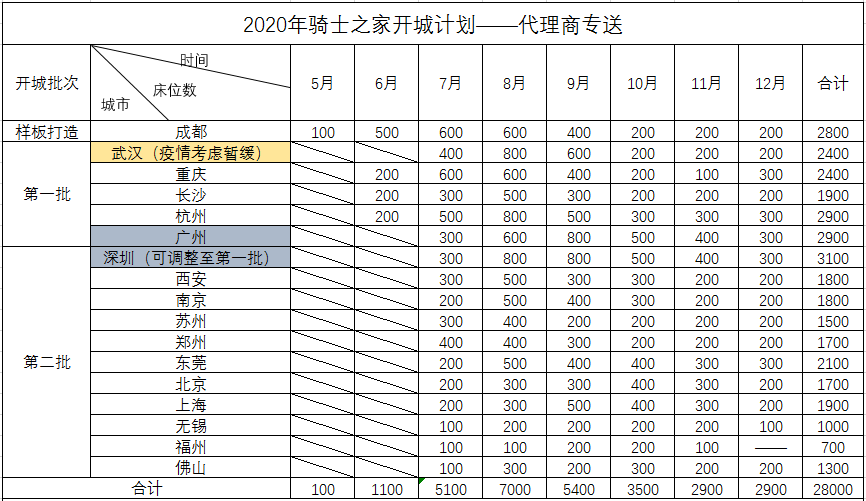 2020年骑士之家开城计划——代理商专送
开城批次 时间 床位数 城市 5月 6月 7月 8月 9月 10月 11月 12月 合计
样板打造 成都 100 500 600 600 400 200 200 200 2800
第一批 武汉（疫情考虑暂缓） 400 800 600 200 200 200 2400
重庆 200 600 600 400 200 100 300 2400
长沙 200 300 500 300 200 200 200 1900
杭州 200 500 800 500 300 300 300 2900
广州 300 600 800 500 400 300 2900
第二批 深圳（可调整至第一批） 300 800 800 500 400 300 3100
西安 300 500 300 300 200 200 1800
南京 200 500 400 300 200 200 1800
苏州 300 400 200 200 200 200 1500
郑州 400 400 300 200 200 200 1700
东莞 200 500 400 400 300 300 2100
北京 200 300 300 400 300 200 1700
上海 200 300 500 400 300 200 1900
无锡 100 200 200 200 200 100 1000
福州 100 100 200 200 100 —— 700
佛山 100 300 200 300 200 200 1300
合计 100 1100 5100 7000 5400 3500 2900 2900 28000